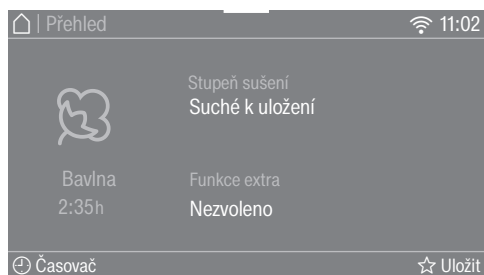 | Přehled
11:02
Stupeň sušení
Suché k uložení
Bavlna
2:35h
Funkce extra
Nezvoleno
Časovač
Uložit